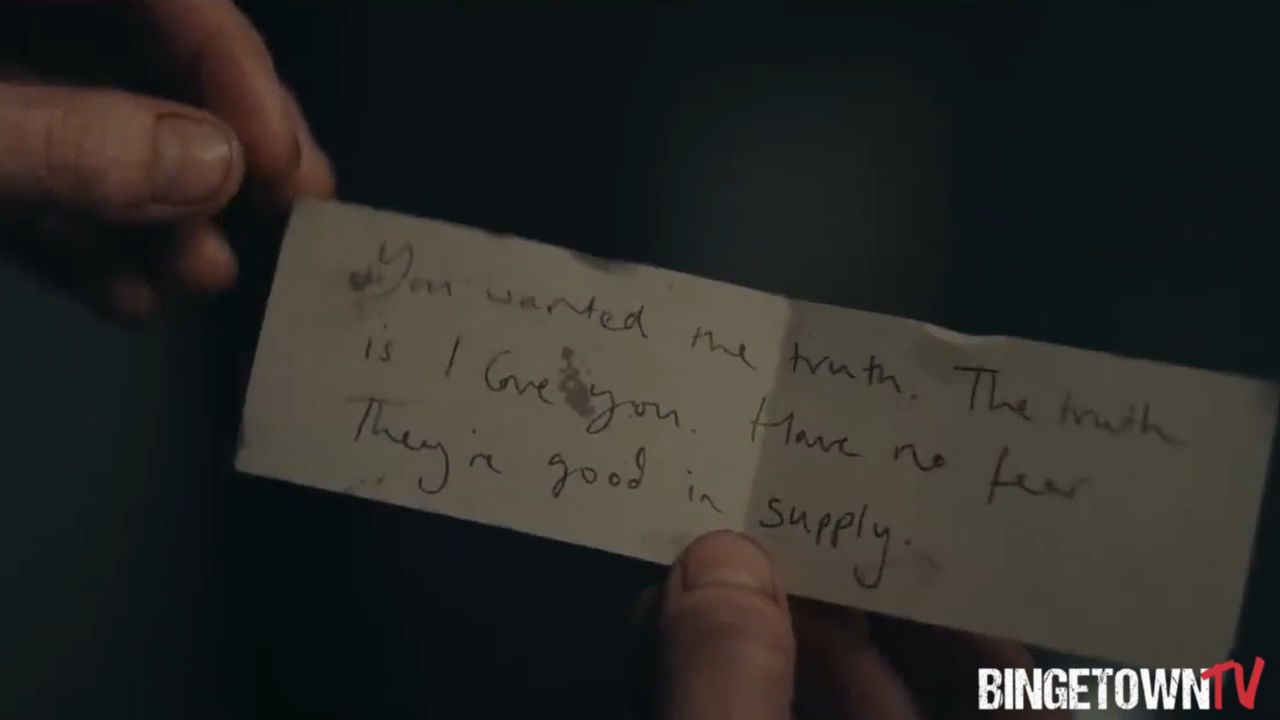 You wanted the truth. The truth
is I love you. Have no fear
They're good in supply.
BINGETOWNTV